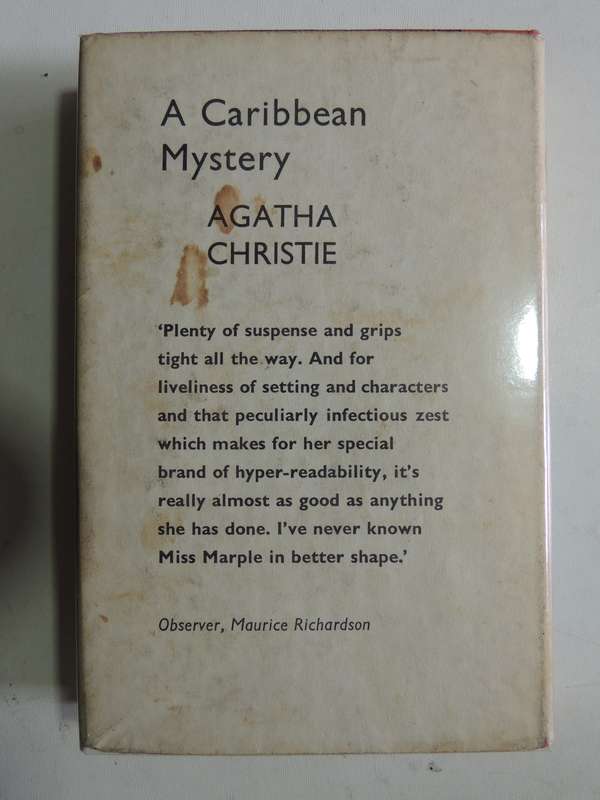 A Caribbean
Mystery
AGATHA
CHRISTIE
‘Plenty of suspense and grips
tight all the way. And for
liveliness of setting and characters
and that peculiarly infectious zest
which makes for her special
brand of hyper-readability, it’s
really almost as good as anything
she has done. I’ve never known
Miss Marple in better shape.’
Observer, Maurice Richardson